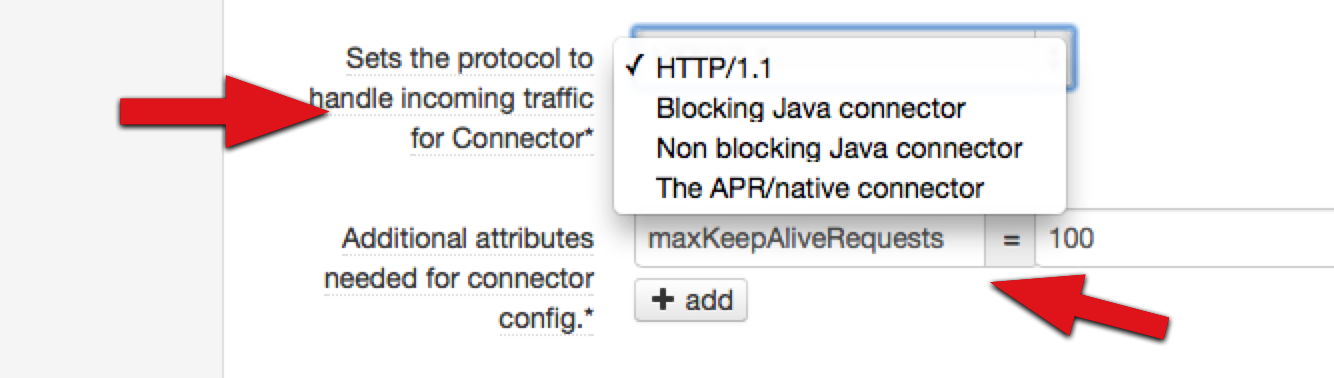 Sets the protocol to
handle incoming traffic
for Connector*
✓ HTTP/1.1
Blocking Java connector
Non blocking Java connector
The APR/native connector
Additional attributes
needed for connector
config.*
maxKeepAliveRequests = 100
+ add